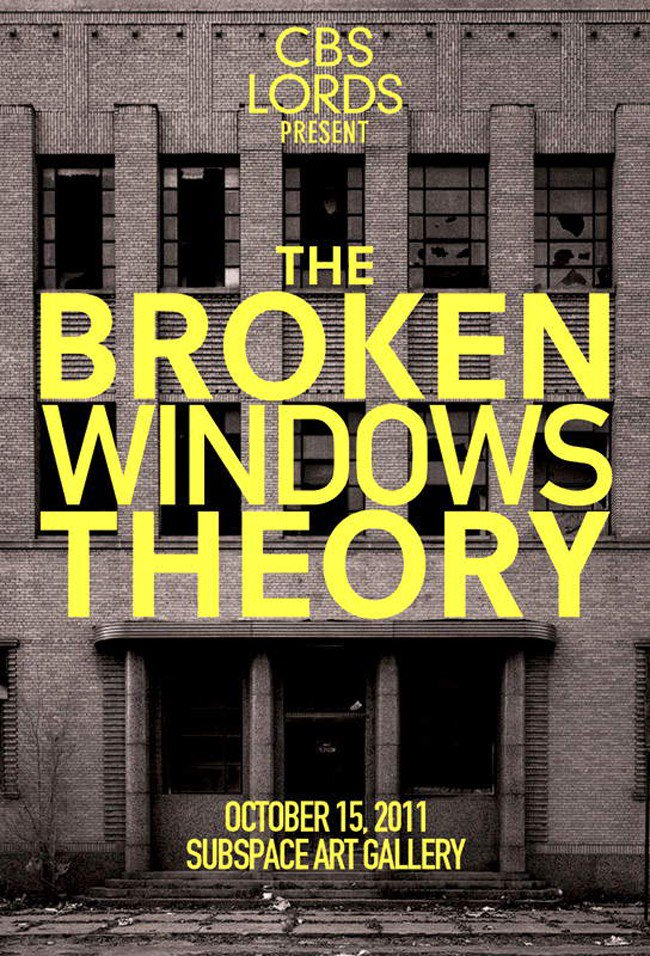 CBS
LORDS
PRESENT
THE
BROKEN
WINDOWS
THEORY
OCTOBER 15, 2011
SUBSPACE ART GALLERY